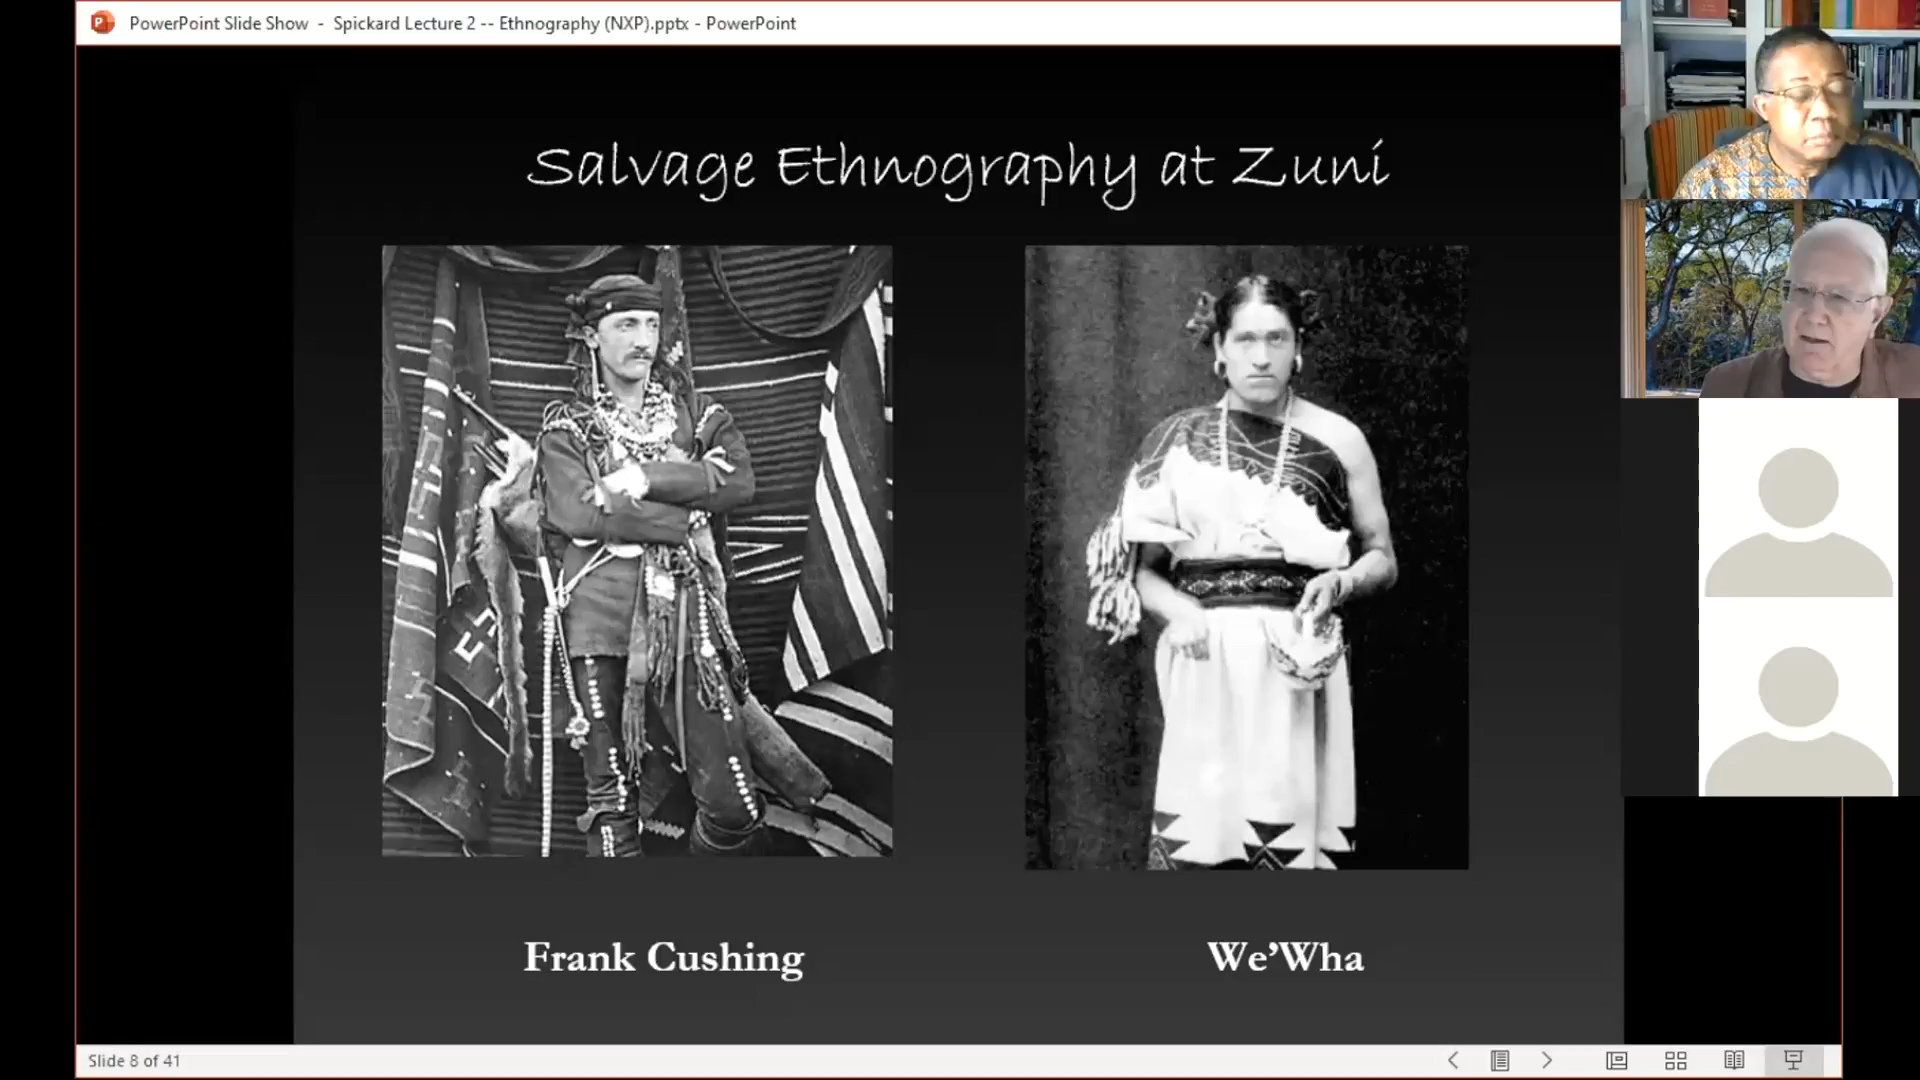 PowerPoint Slide Show - Spickard Lecture 2 -- Ethnography (NXP).pptx - PowerPoint
Salvage Ethnography at Zuni
Frank Cushing
We’Wha
Slide 8 of 41